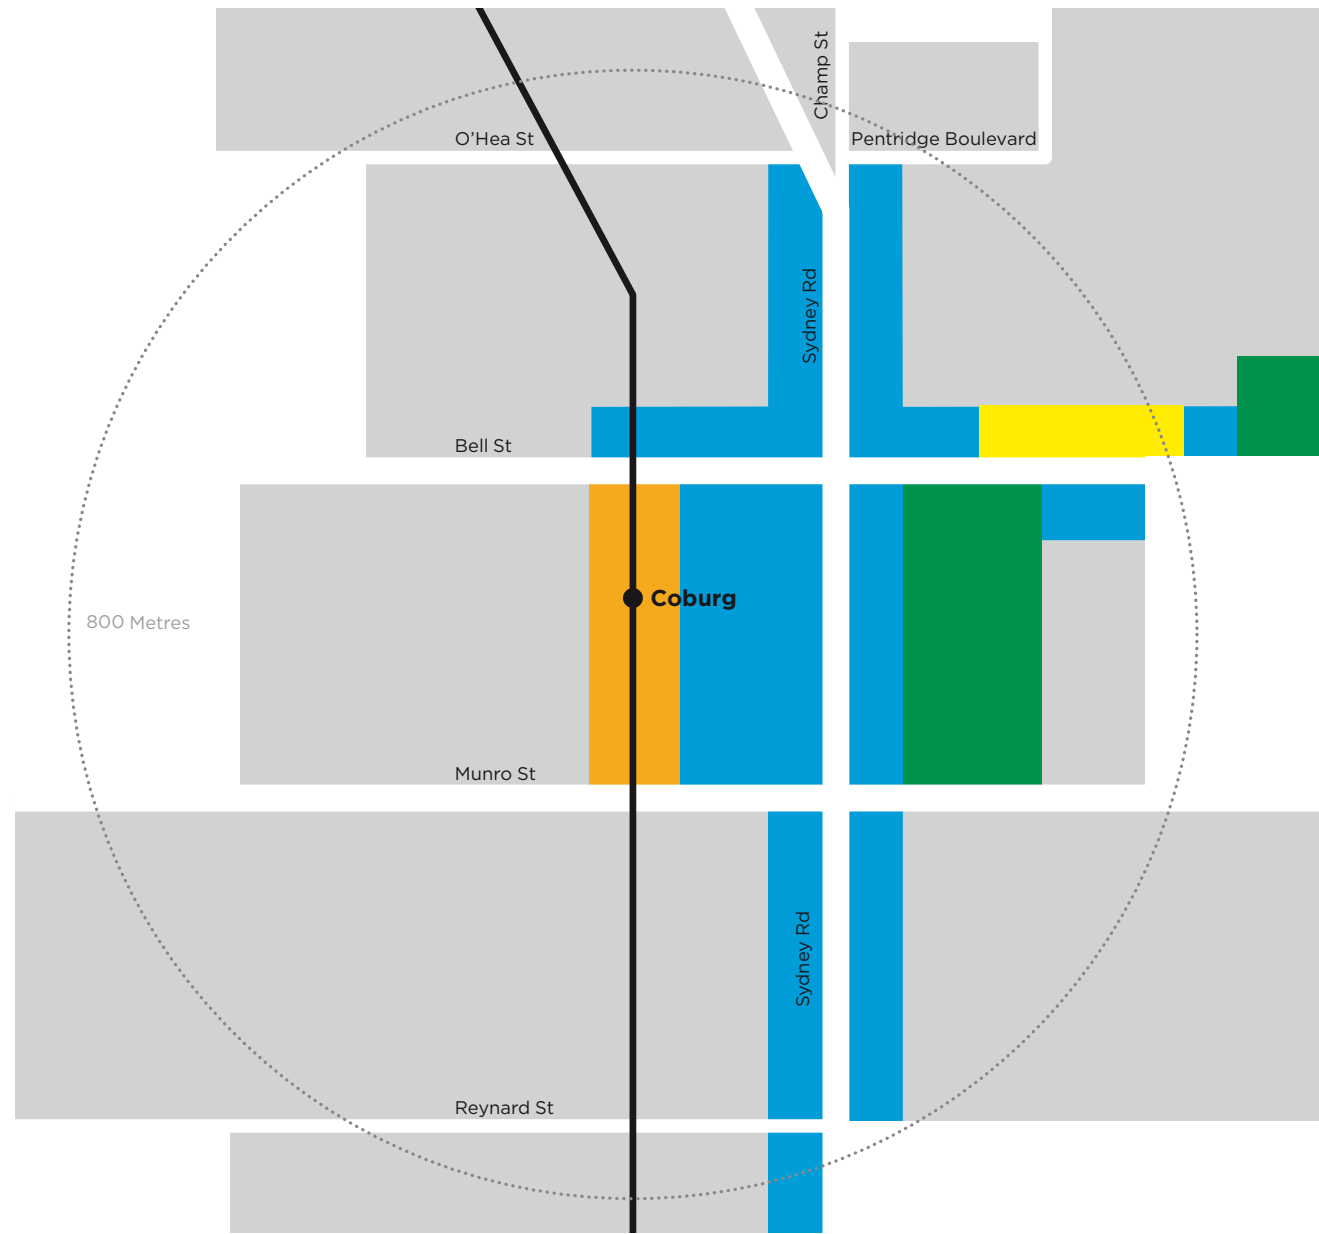 Champ St
O’Hea St
Pentridge Boulevard
Sydney Rd
Bell St
Coburg
800 Metres
Munro St
Sydney Rd
Reynard St